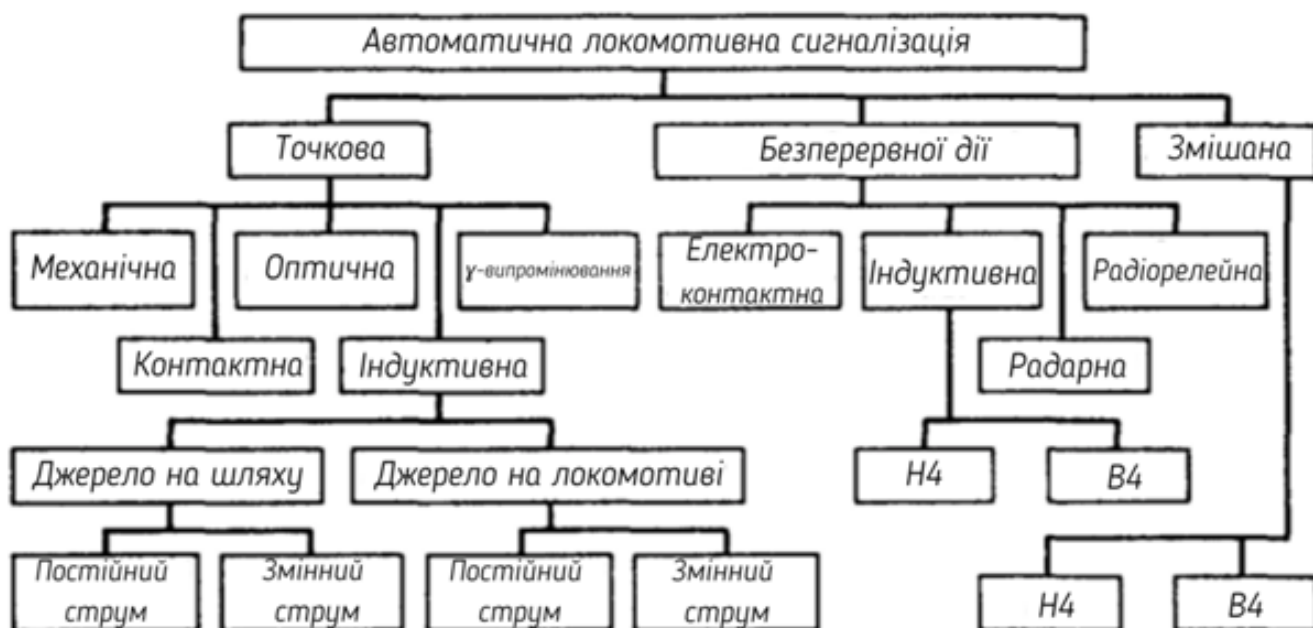 Автоматична локомотивна сигналізація
Точкова
Безперервної дії
Змішана
Механічна
Оптична
γ-випромінювання
Електро-
контактна
Індуктивна
Радіорелейна
Контактна
Індуктивна
Радарна
Джерело на шляху
Джерело на локомотиві
Н4
В4
Постійний
струм
Змінний
струм
Постійний
струм
Змінний
струм
Н4
В4